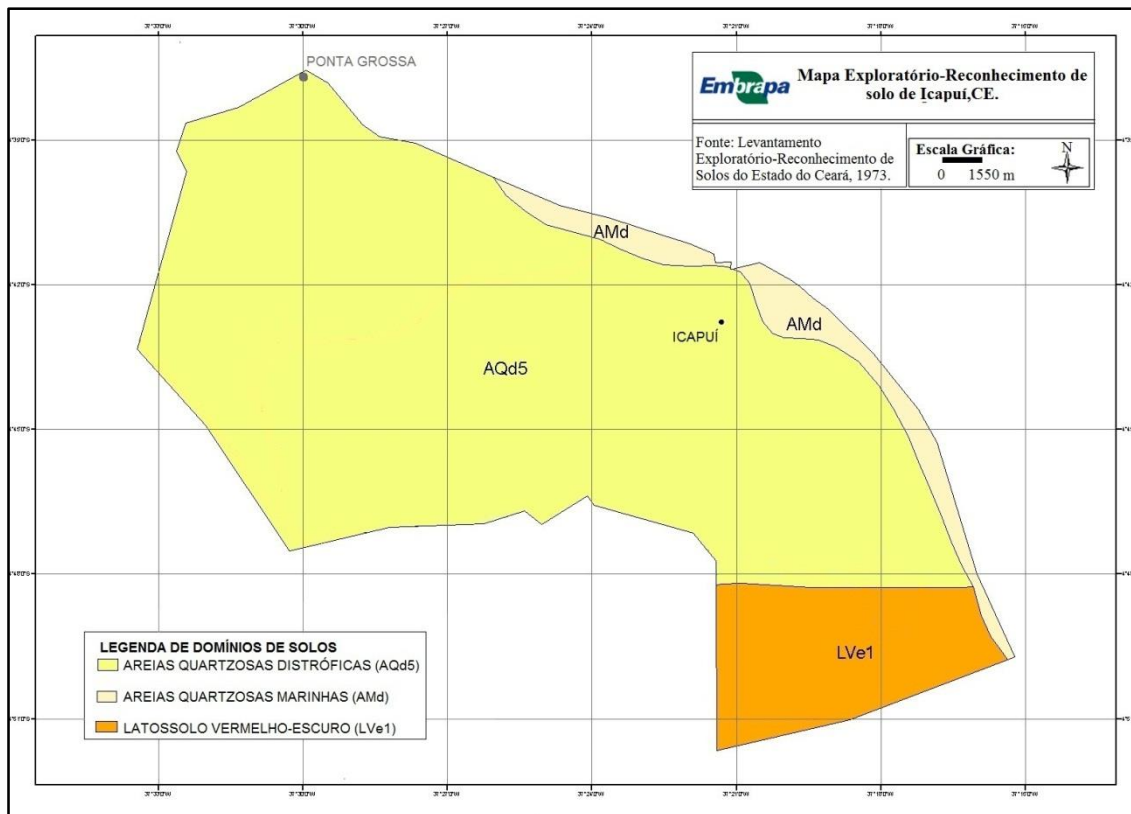 PONTA GROSSA
Embrapa
Mapa Exploratório-Reconhecimento de
solo de Icapuí,CE.
Fonte: Levantamento
Exploratório-Reconhecimento de
Solos do Estado do Ceará, 1973.
Escala Gráfica:
0 1550 m
N
AMd
AMd
ICAPUÍ
AQd5
LVe1
LEGENDA DE DOMÍNIOS DE SOLOS
AREIAS QUARTZOSAS DISTRÓFICAS (AQd5)
AREIAS QUARTZOSAS MARINHAS (AMd)
LATOSSOLO VERMELHO-ESCURO (LVe1)